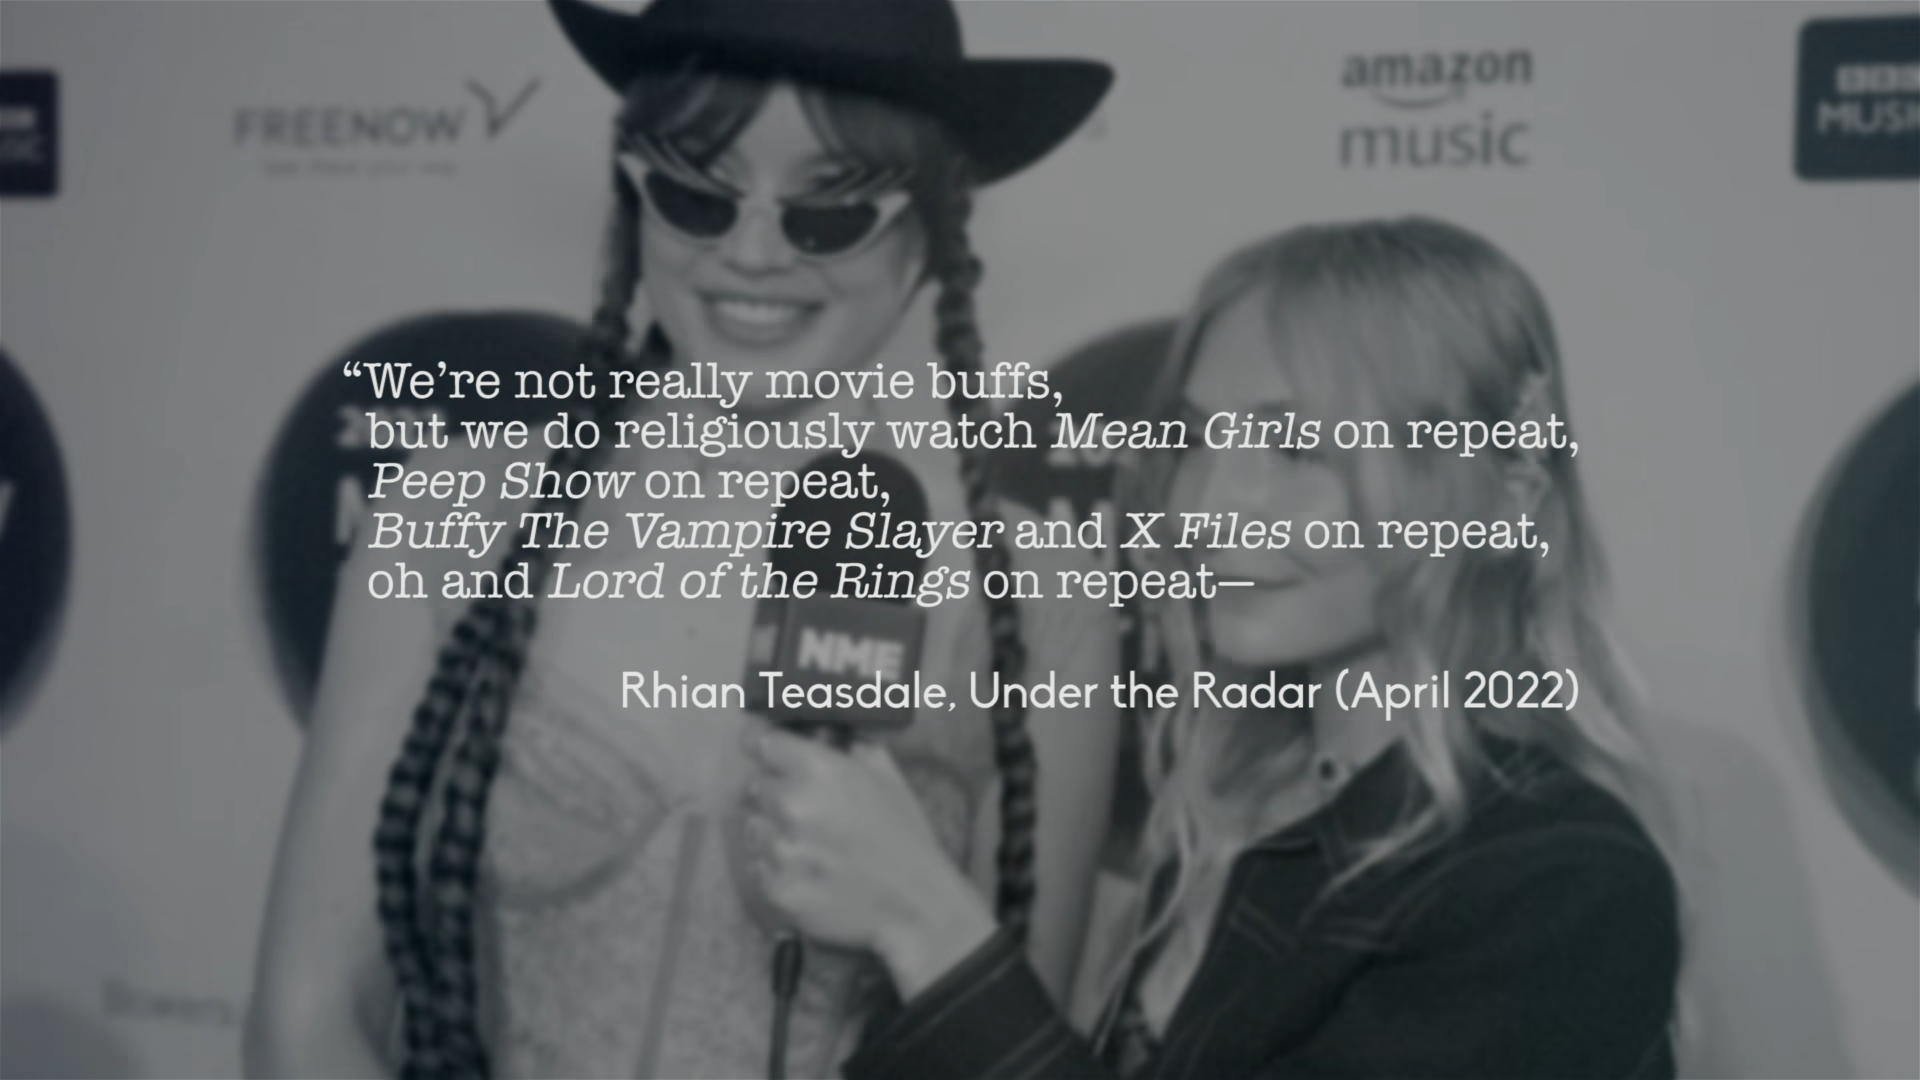 FREENOW
amazon
music
MUSIC
“We’re not really movie buffs,
but we do religiously watch Mean Girls on repeat,
Peep Show on repeat,
Buffy The Vampire Slayer and X Files on repeat,
oh and Lord of the Rings on repeat—
NME
Rhian Teasdale, Under the Radar (April 2022)